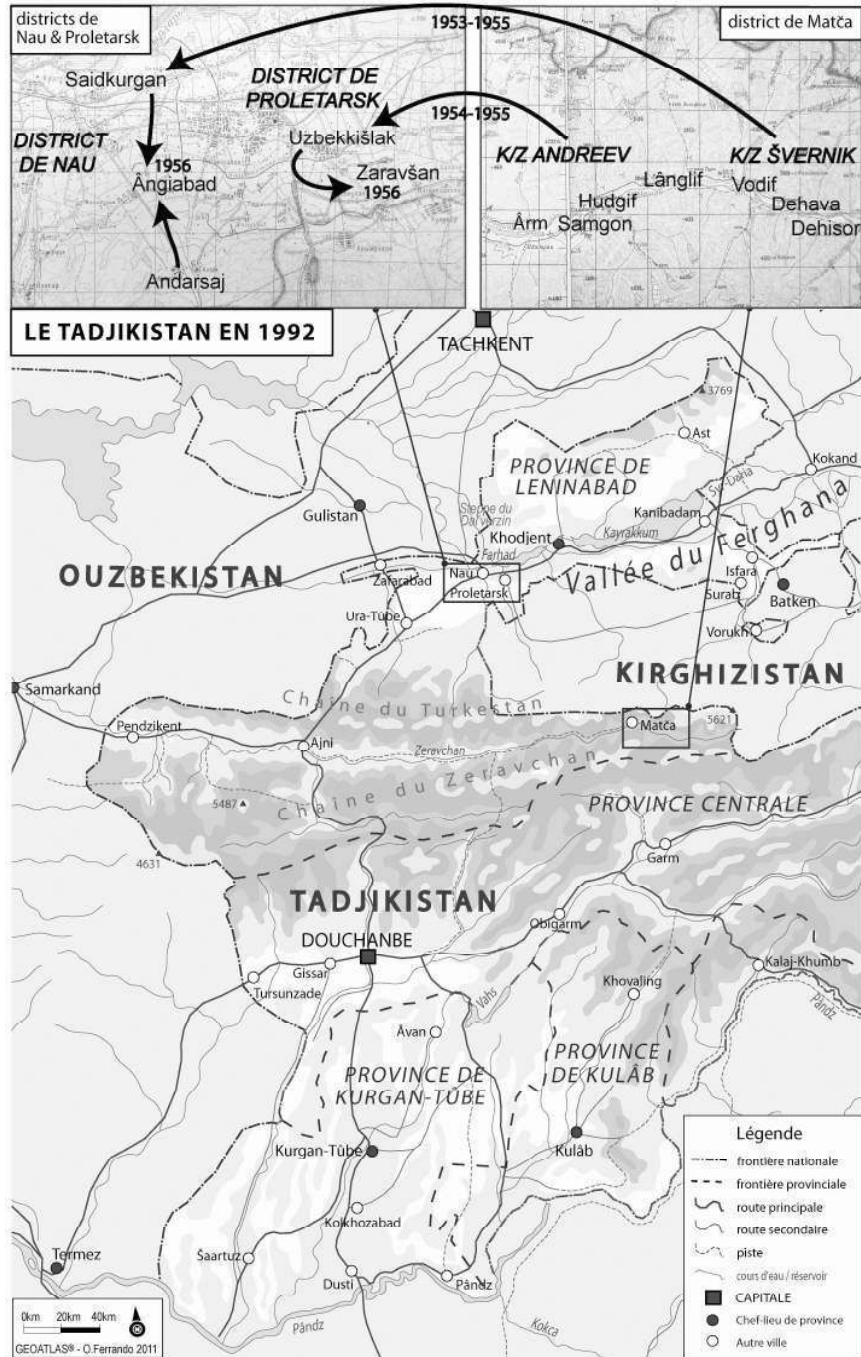 districts de
Nau & Proletarsk
1953-1955
district de Matča
Saidkurgan
DISTRICT DE
PROLETARSK
1954-1955
Uzbekkišlak
DISTRICT
DE NAU
1956
Ângiabad
Zaravšan
1956
Andarsaj
K/Z ANDREEV
K/Z ŠVERNIK
Lânglif
Vodif
Hudgif
Dehava
Ârm
Samgon
Dehisor
LE TADJIKISTAN EN 1992
TACHKENT
3769
Ast
Kokand
PROVINCE DE
LENINABAD
Syr-Daria
Kanibadam
Gulistan
Steppe du
Dal'verzin
Khodjent
Kayrakkum
Farhad
Vallée du Ferghana
OUZBEKISTAN
Zafarabad
Nau
Proletarsk
Isfara
Surab
Batken
Ura-Tûbe
Vorukh
KIRGHIZISTAN
Samarkand
Chaîne du Turkestan
Pendzikent
Ajni
Matča
5621
Zeravchan
Chaîne du Zeravchan
5487
PROVINCE CENTRALE
4631
Garm
TADJIKISTAN
Obigarm
DOUCHANBE
Gissar
Tursunzade
Khovaling
Kalaj-Khumb
Vahs
Pândz
Âvan
PROVINCE DE
KURGAN-TÛBE
PROVINCE
DE KULÂB
Kurgan-Tûbe
Kulâb
Kolkhozabad
Termez
Šaartuz
Dusti
Pândz
Pândz
Kokca
Légende
frontière nationale
frontière provinciale
route principale
route secondaire
piste
cours d'eau / réservoir
CAPITALE
Chef-lieu de province
Autre ville
0km 20km 40km
N
GEOATLAS® - O.Ferrando 2011